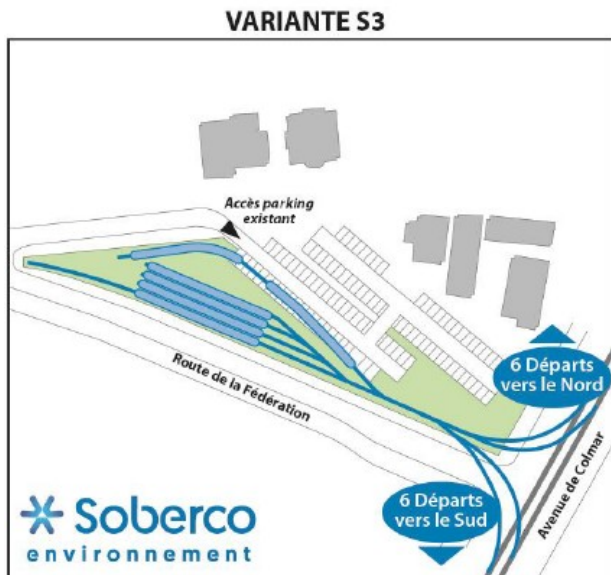 VARIANTE S3
Accès parking
existant
Route de la Fédération
6 Départs
vers le Nord
6 Départs
vers le Sud
Avenue de Colmar
Soberco
environnement